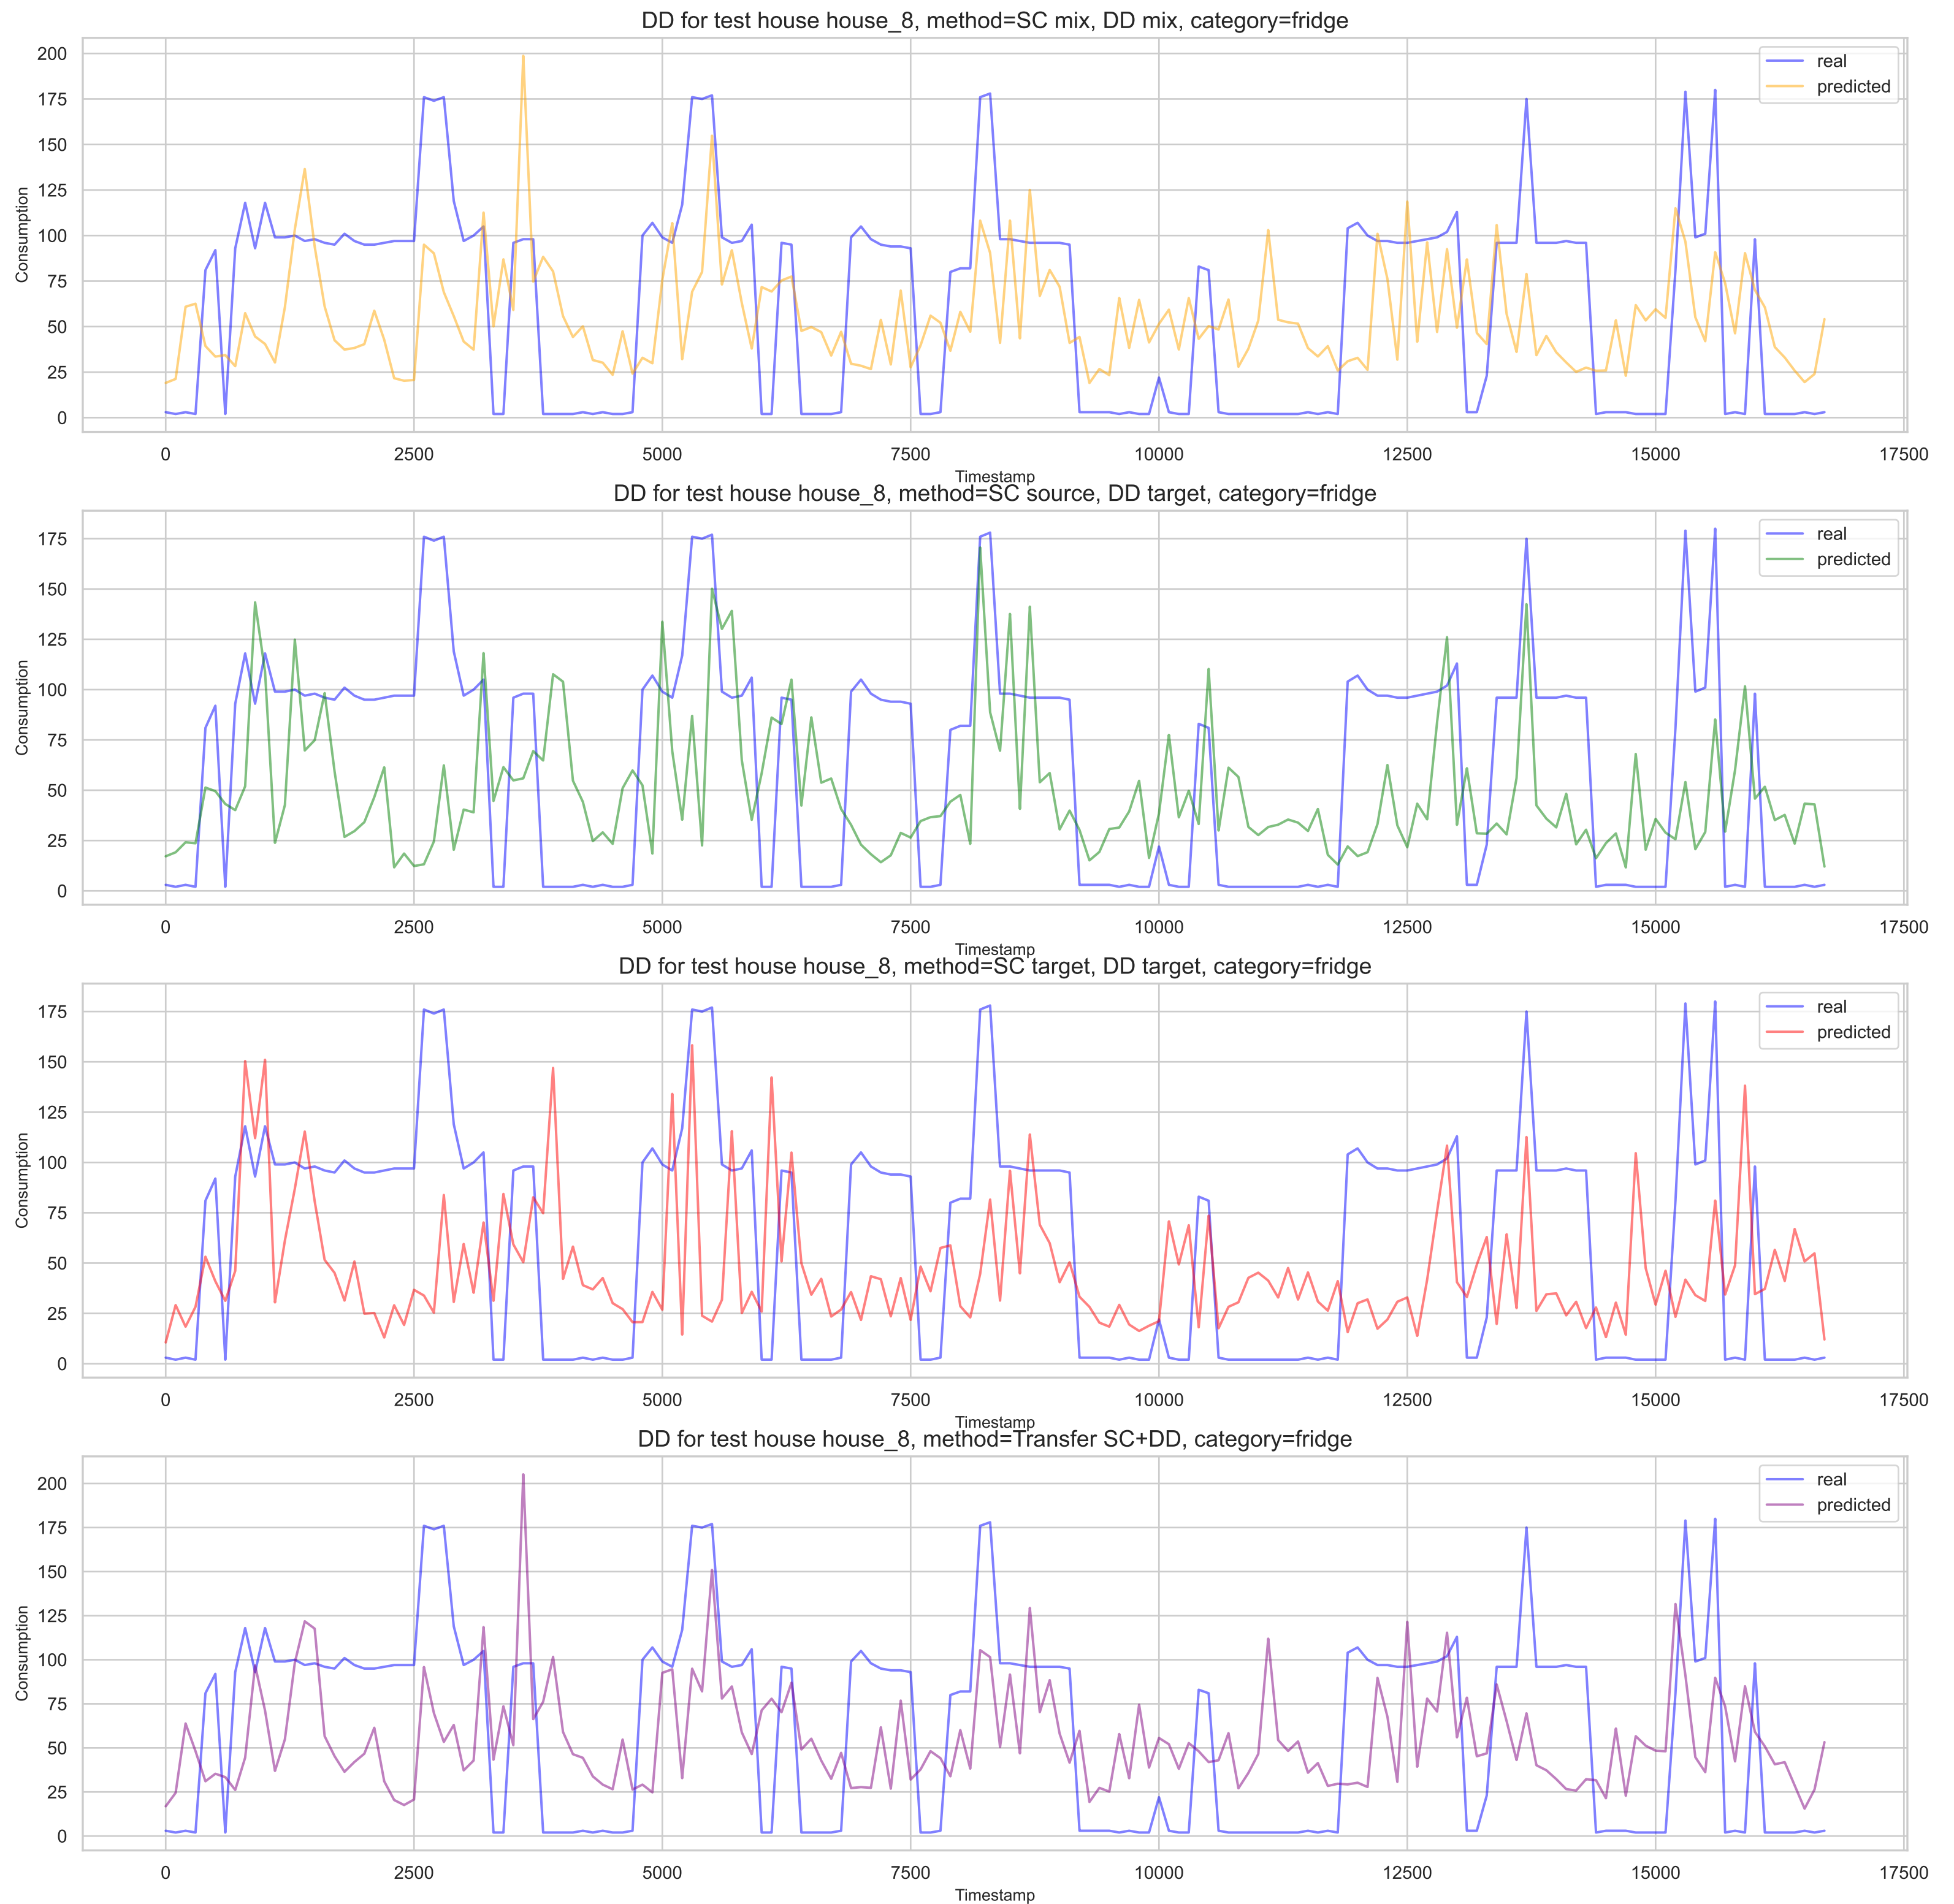 DD for test house house_8, method=SC mix, DD mix, category=fridge
200
175
150
125
100
75
50
25
0
Consumption
real
predicted
0 2500 5000 7500 10000 12500 15000 17500
Timestamp
DD for test house house_8, method=SC source, DD target, category=fridge
175
150
125
100
75
50
25
0
Consumption
real
predicted
0 2500 5000 7500 10000 12500 15000 17500
Timestamp
DD for test house house_8, method=SC target, DD target, category=fridge
175
150
125
100
75
50
25
0
Consumption
real
predicted
0 2500 5000 7500 10000 12500 15000 17500
Timestamp
DD for test house house_8, method=Transfer SC+DD, category=fridge
200
175
150
125
100
75
50
25
0
Consumption
real
predicted
0 2500 5000 7500 10000 12500 15000 17500
Timestamp